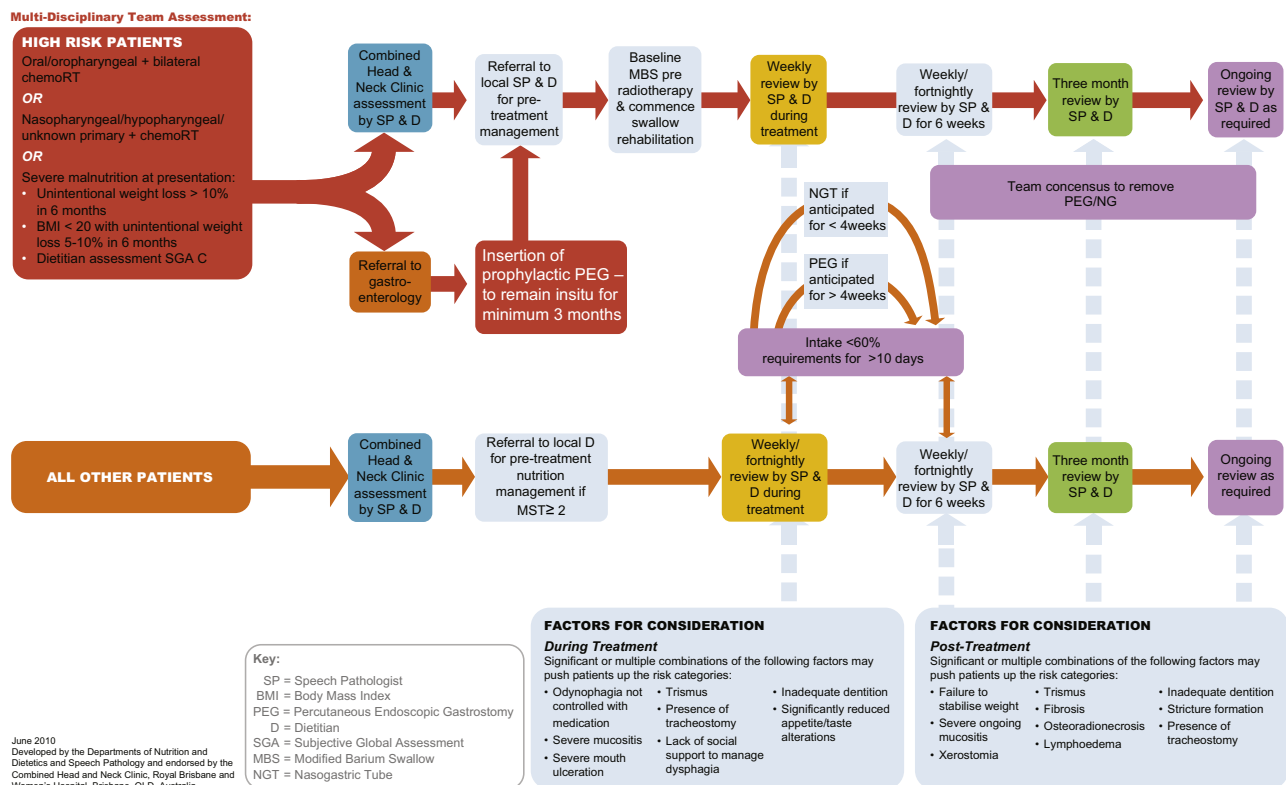 Multi-Disciplinary Team Assessment:
HIGH RISK PATIENTS
Oral/oropharyngeal + bilateral
chemoRT
OR
Nasopharyngeal/hypopharyngeal/
unknown primary + chemoRT
OR
Severe malnutrition at presentation:
• Unintentional weight loss > 10%
in 6 months
• BMI < 20 with unintentional weight
loss 5-10% in 6 months
• Dietitian assessment SGA C
Combined
Head &
Neck Clinic
assessment
by SP & D
Referral to
gastro-
enterology
Referral to
local SP & D
for pre-
treatment
management
Insertion of
prophylactic PEG –
to remain insitu for
minimum 3 months
Baseline
MBS pre
radiotherapy
& commence
swallow
rehabilitation
Weekly
review by
SP & D
during
treatment
Weekly/
fortnightly
review by SP &
D for 6 weeks
Three month
review by
SP & D
Ongoing
review by
SP & D as
required
Team concensus to remove
PEG/NG
NGT if
anticipated
for < 4weeks
PEG if
anticipated
for > 4weeks
Intake <60%
requirements for >10 days
ALL OTHER PATIENTS
Combined
Head &
Neck Clinic
assessment
by SP & D
Referral to local D
for pre-treatment
nutrition
management if
MST≥ 2
Weekly/
fortnightly
review by SP &
D during
treatment
Weekly/
fortnightly
review by SP &
D for 6 weeks
Three month
review by
SP & D
Ongoing
review as
required
Key:
SP = Speech Pathologist
BMI = Body Mass Index
PEG = Percutaneous Endoscopic Gastrostomy
D = Dietitian
SGA = Subjective Global Assessment
MBS = Modified Barium Swallow
NGT = Nasogastric Tube
FACTORS FOR CONSIDERATION
During Treatment
Significant or multiple combinations of the following factors may
push patients up the risk categories:
• Odynophagia not
controlled with
medication
• Severe mucositis
• Severe mouth
ulceration
• Trismus
• Presence of
tracheostomy
• Lack of social
support to manage
dysphagia
• Inadequate dentition
• Significantly reduced
appetite/taste
alterations
FACTORS FOR CONSIDERATION
Post-Treatment
Significant or multiple combinations of the following factors may
push patients up the risk categories:
• Failure to
stabilise weight
• Severe ongoing
mucositis
• Xerostomia
• Trismus
• Fibrosis
• Osteoradionecrosis
• Lymphoedema
• Inadequate dentition
• Stricture formation
• Presence of
tracheostomy
June 2010
Developed by the Departments of Nutrition and
Dietetics and Speech Pathology and endorsed by the
Combined Head and Neck Clinic, Royal Brisbane and
Women's Hospital, Brisbane, QLD, Australia